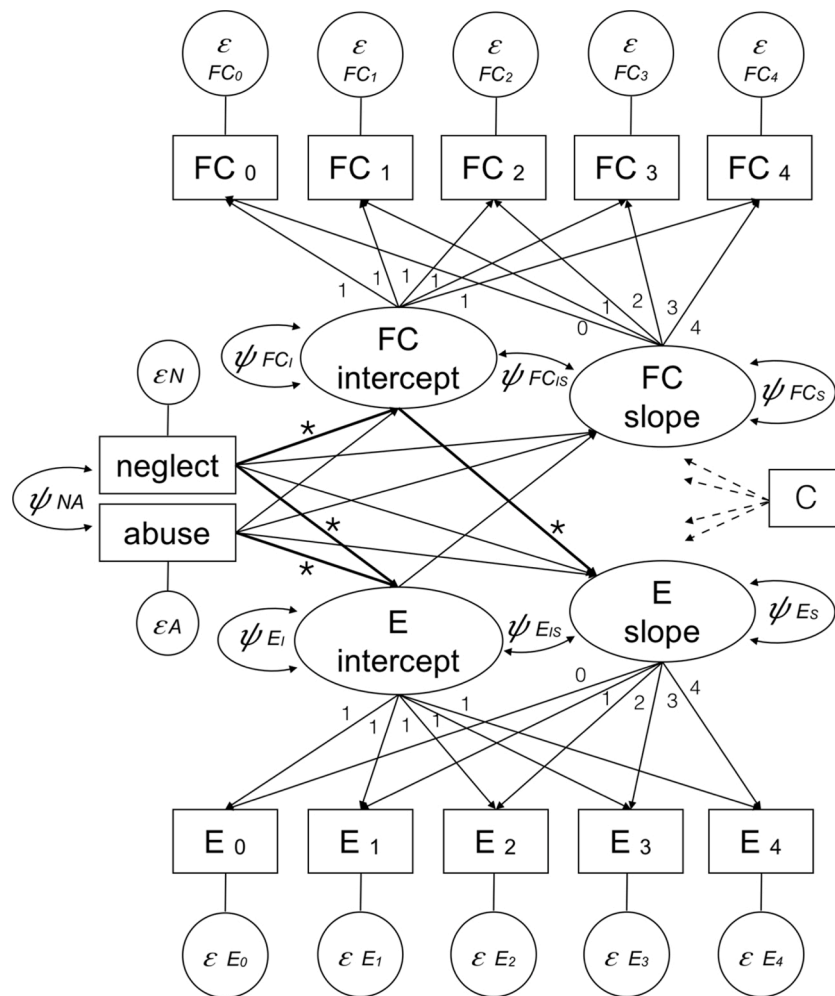 ε ε ε ε ε
FC0 FC1 FC2 FC3 FC4
FC 0 FC 1 FC 2 FC 3 FC 4
1 1 1 1 1 0 1 2 3 4
FC
intercept
ψ FCI
ψ FCIS
FC
slope
ψ FCS
εN
neglect
*
ψ NA
abuse
*
*
*
C
εA
ψ EI
E
intercept
ψ EIS
E
slope
ψ ES
1 1 1 1 1 0 1 2 3 4
E 0 E 1 E 2 E 3 E 4
ε E0 ε E1 ε E2 ε E3 ε E4